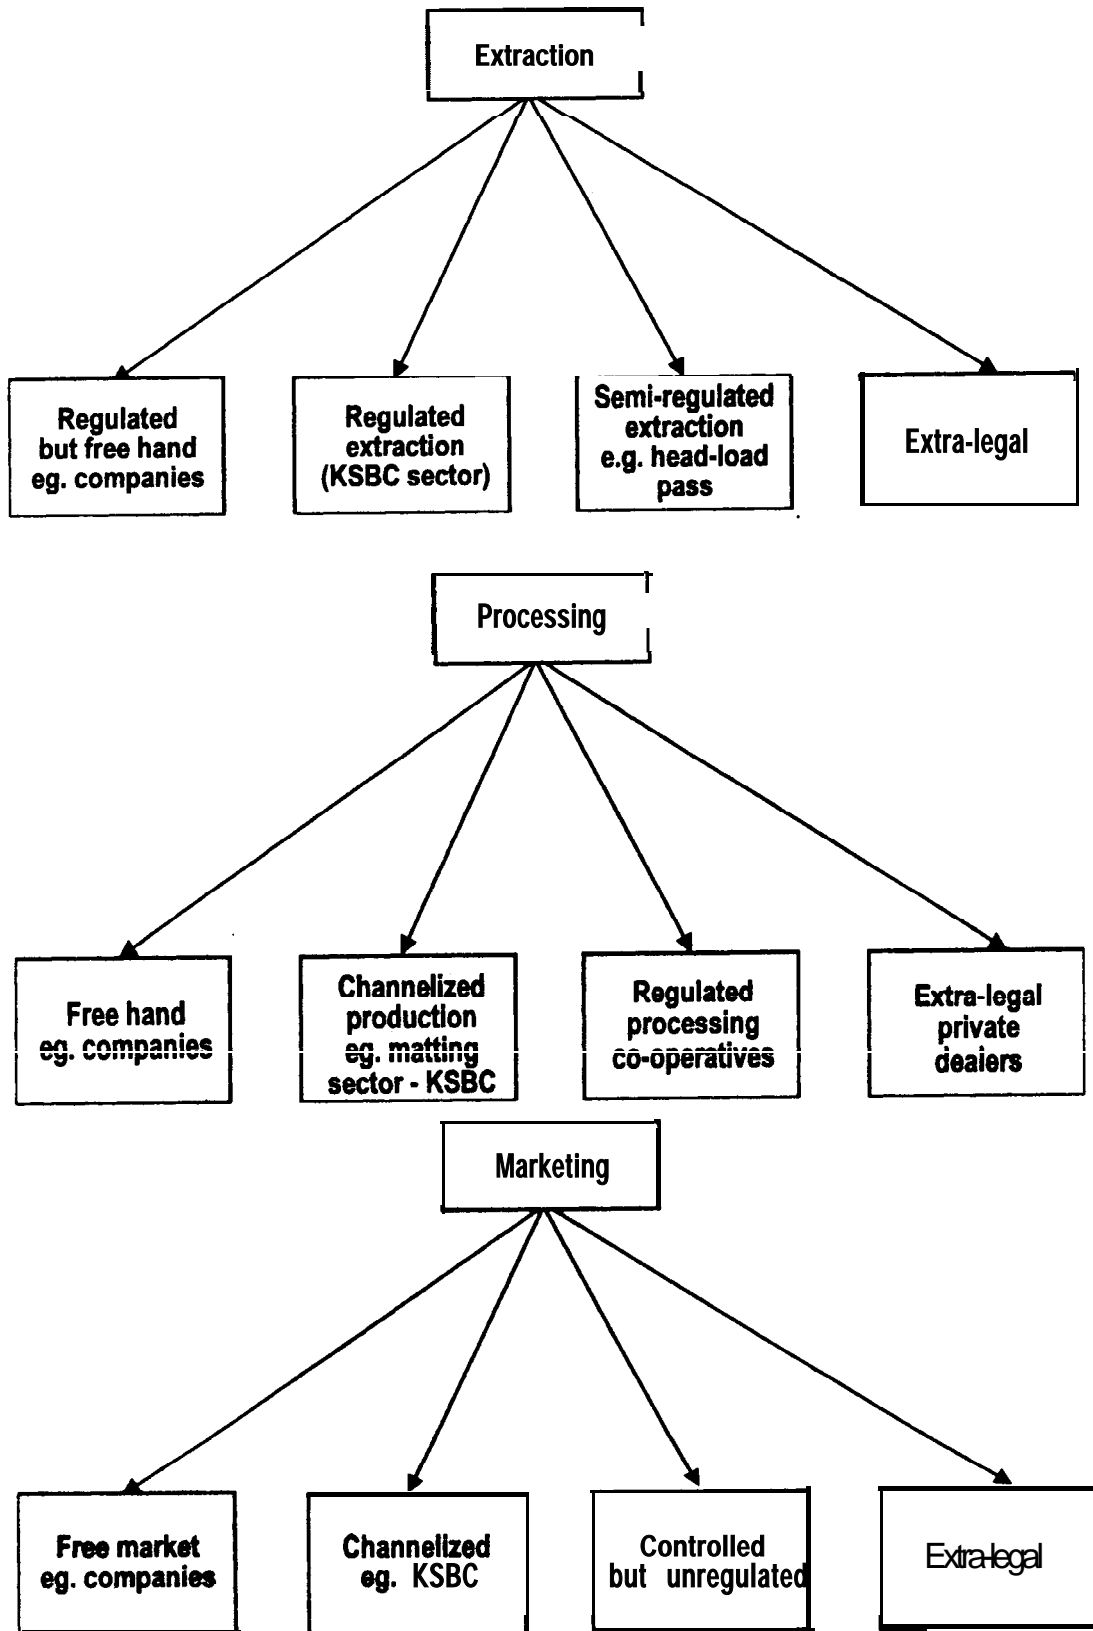 Extraction
Regulated
but free hand
eg. companies
Regulated
extraction
(KSBC sector)
Semi-regulated
extraction
e.g. head-load
pass
Extra-legal
Processing
Free hand
eg. companies
Channelized
production
eg. matting
sector - KSBC
Regulated
processing
co-operatives
Extra-legal
private
dealers
Marketing
Free market
eg. companies
Channelized
eg. KSBC
Controlled
but unregulated
Extra-legal